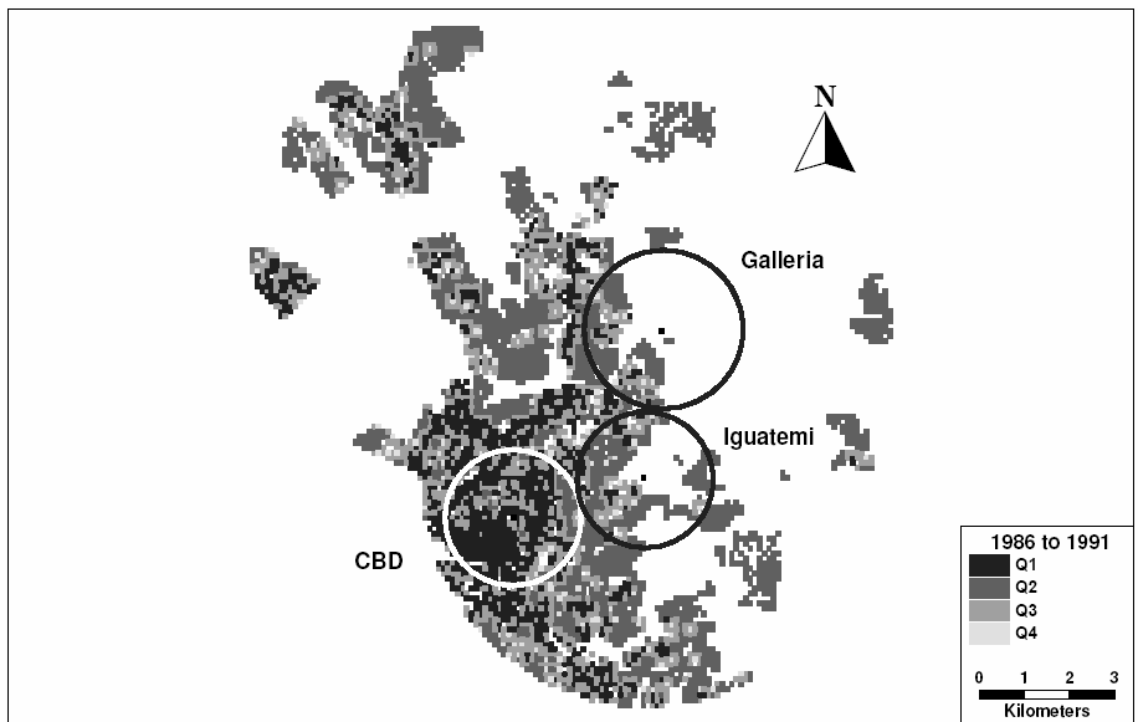 N
Galleria
Iguatemi
CBD
1986 to 1991
Q1
Q2
Q3
Q4
0 1 2 3
Kilometers